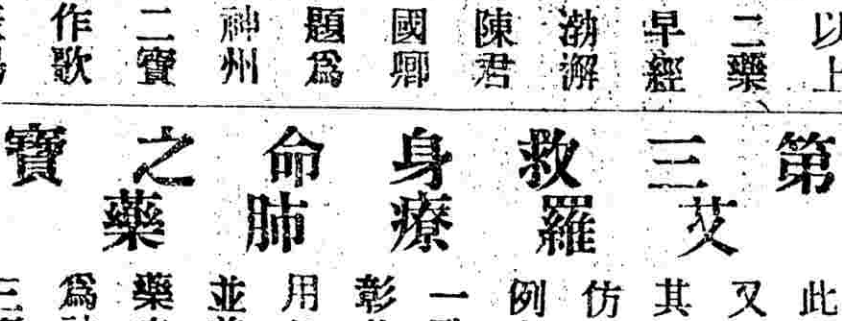 以上
二藥
早經
渤澥
陳君
國卿
題爲
神州
二寶
作歌
第三救身命之寶
艾羅療肺藥
此
又
其
仿
例
一
彰
用
並
藥
爲
三